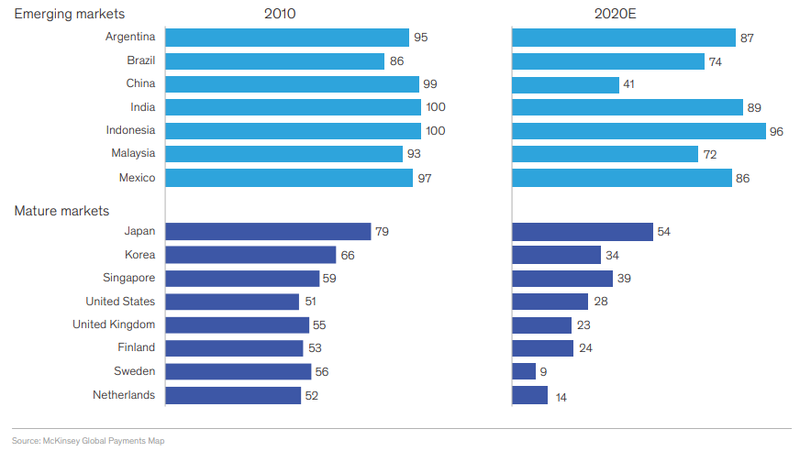 Emerging markets 2010 2020E
Argentina 95 87
Brazil 86 74
China 99 41
India 100 89
Indonesia 100 96
Malaysia 93 72
Mexico 97 86
Mature markets
Japan 79 54
Korea 66 34
Singapore 59 39
United States 51 28
United Kingdom 55 23
Finland 53 24
Sweden 56 9
Netherlands 52 14
Source: McKinsey Global Payments Map